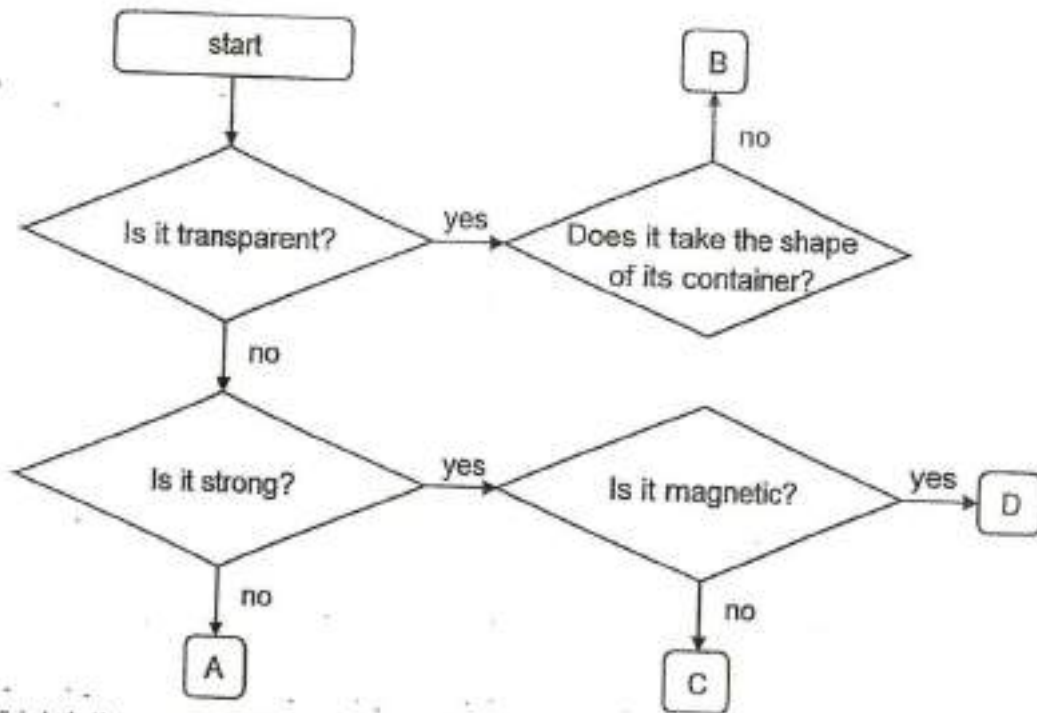 start
B
no
Is it transparent?
yes
Does it take the shape
of its container?
no
Is it strong?
yes
Is it magnetic?
yes
D
no
A
no
C